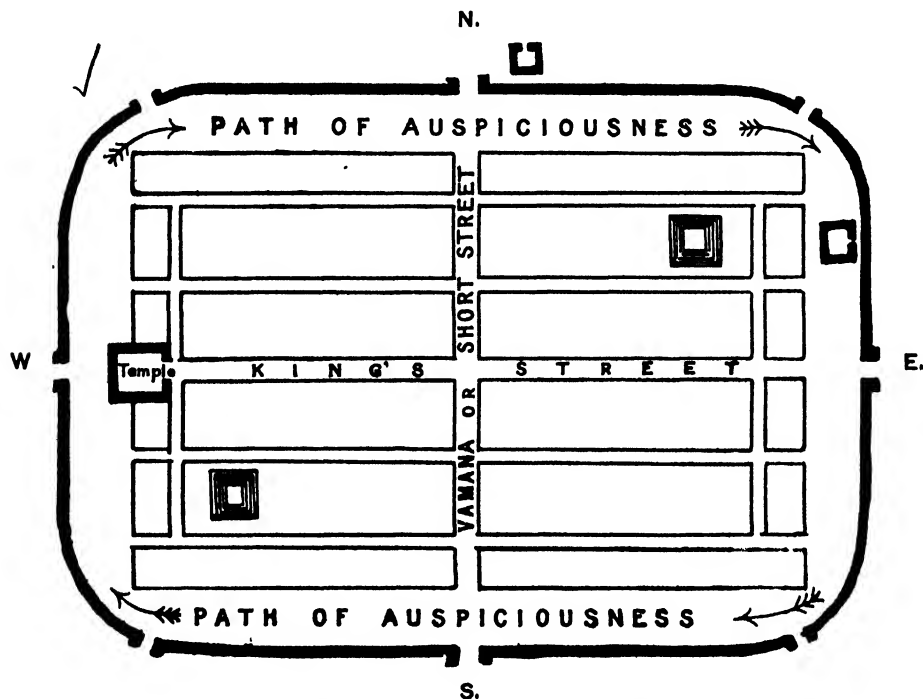 N.
PATH OF AUSPICIOUSNESS
VAMANA OR SHORT STREET
W
E.
Temple
KING'S STREET
PATH OF AUSPICIOUSNESS
S.